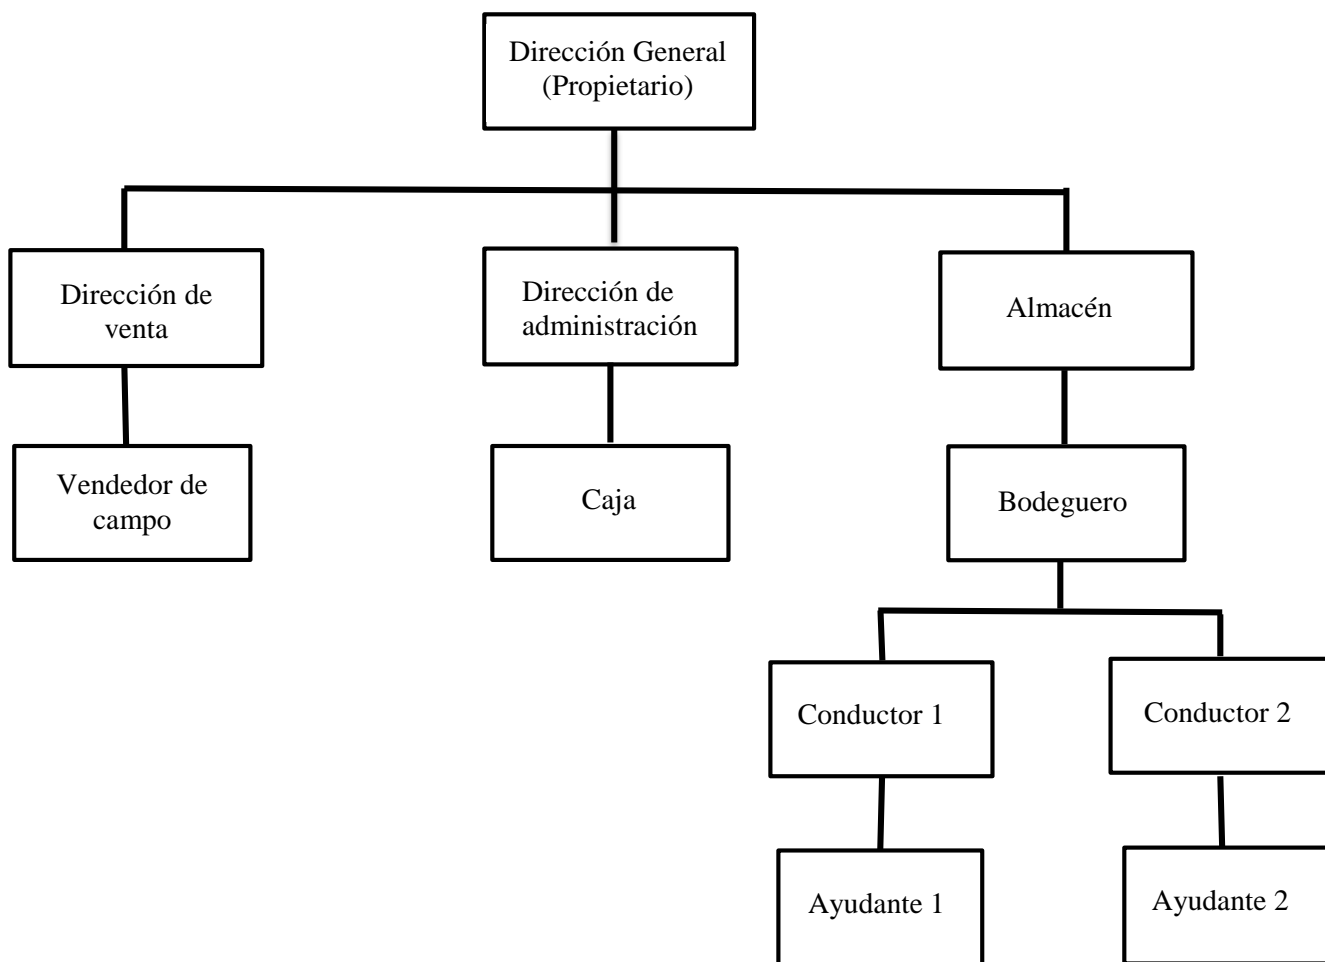 Dirección General
(Propietario)
Dirección de
venta
Dirección de
administración
Almacén
Vendedor de
campo
Caja
Bodeguero
Conductor 1
Conductor 2
Ayudante 1
Ayudante 2